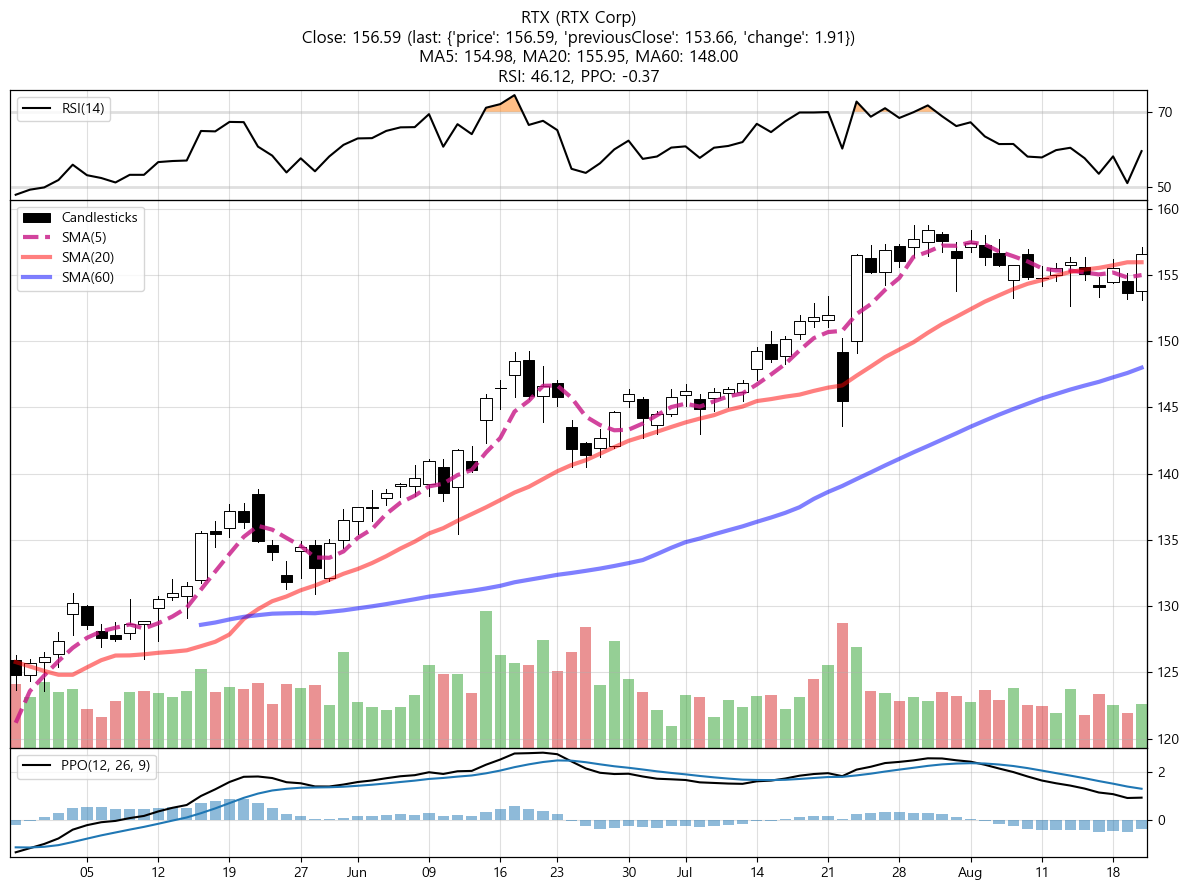 RTX (RTX Corp)
Close: 156.59 (last: {'price': 156.59, 'previousClose': 153.66, 'change': 1.91})
MA5: 154.98, MA20: 155.95, MA60: 148.00
RSI: 46.12, PPO: -0.37
RSI(14)
70
50
Candlesticks
SMA(5)
SMA(20)
SMA(60)
160
155
150
145
140
135
130
125
120
PPO(12, 26, 9)
2
0
05 12 19 27 Jun 09 16 23 30 Jul 14 21 28 Aug 11 18